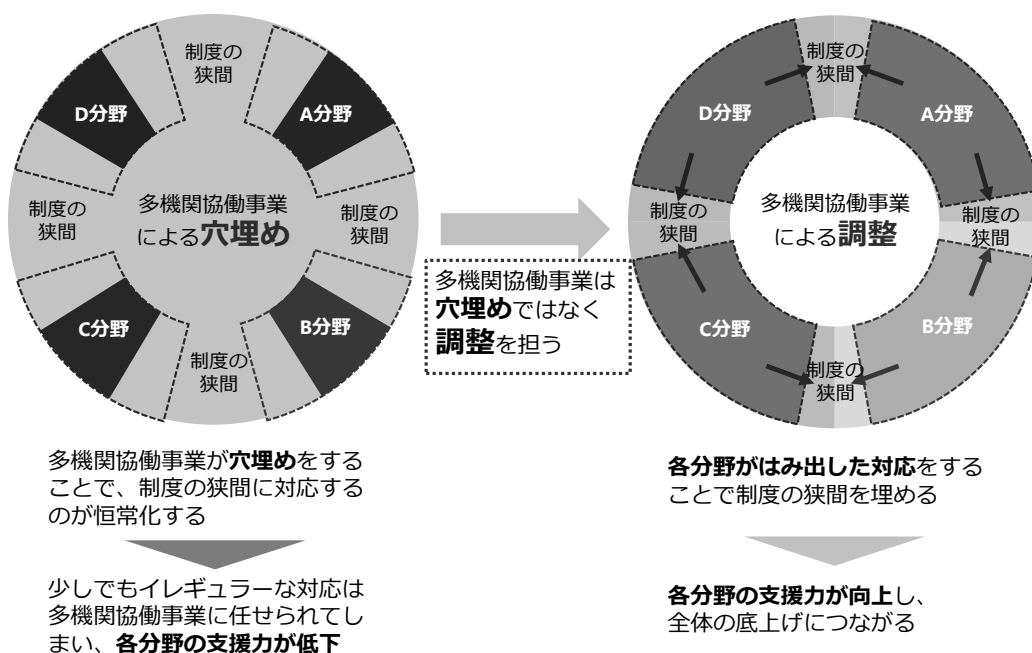 制度の
狭間
D分野
A分野
制度の
狭間
多機関協働事業
による穴埋め
制度の
狭間
C分野
B分野
制度の
狭間
多機関協働事業が穴埋めをする
ことで、制度の狭間に対応する
のが恒常化する
少しでもイレギュラーな対応は
多機関協働事業に任せられてし
まい、各分野の支援力が低下
多機関協働事業は
穴埋めではなく
調整を担う
制度の
狭間
D分野
A分野
制度の
狭間
多機関協働事業
による調整
制度の
狭間
C分野
B分野
制度の
狭間
各分野がはみ出した対応をする
ことで制度の狭間を埋める
各分野の支援力が向上し、
全体の底上げにつながる